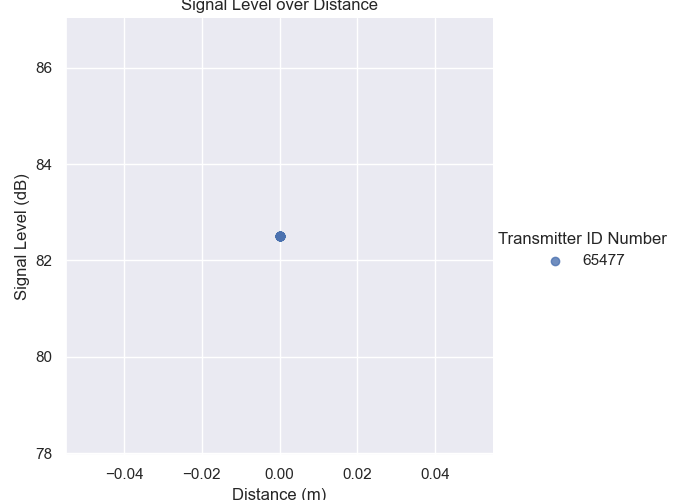 Signal Level over Distance
86
84
82
80
78
Signal Level (dB)
−0.04
−0.02
0.00
0.02
0.04
Distance (m)
Transmitter ID Number
65477